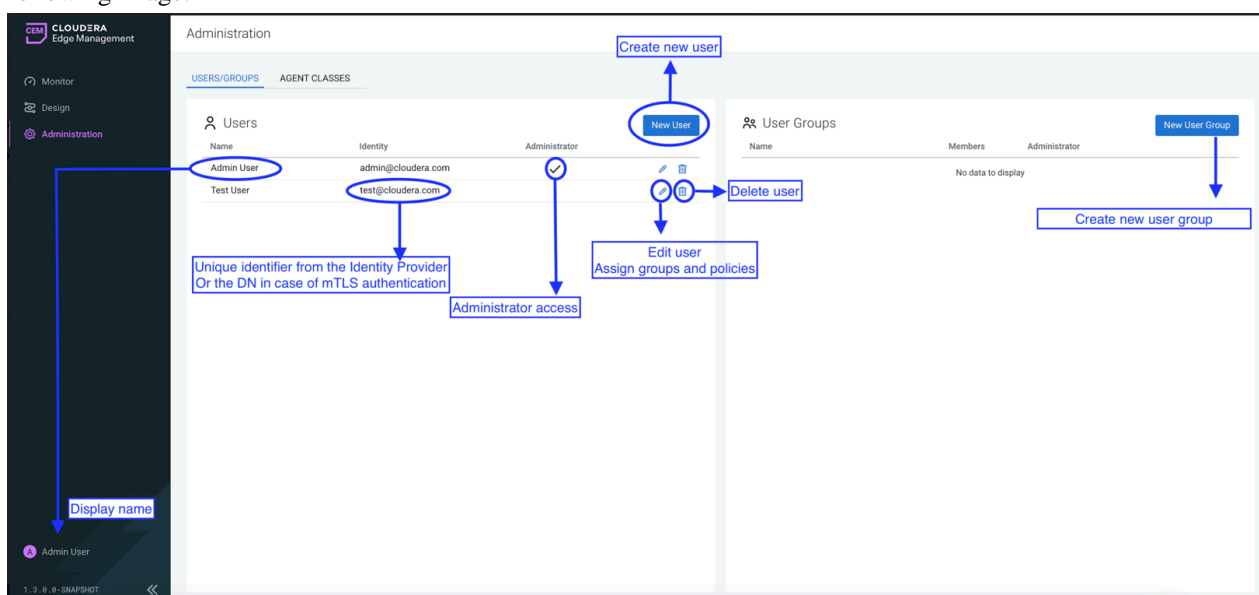 CEM CLOUDERA
Edge Management
Administration
Create new user
Monitor
USERS/GROUPS AGENT CLASSES
Design
Administration
Users New User
User Groups New User Group
Name Identity Administrator
Name Members Administrator
Admin User admin@cloudera.com
No data to display
Test User test@cloudera.com
Delete user
Create new user group
Edit user
Assign groups and policies
Unique identifier from the Identity Provider
Or the DN in case of mTLS authentication
Administrator access
Display name
A Admin User
1.3.0.0-SNAPSHOT